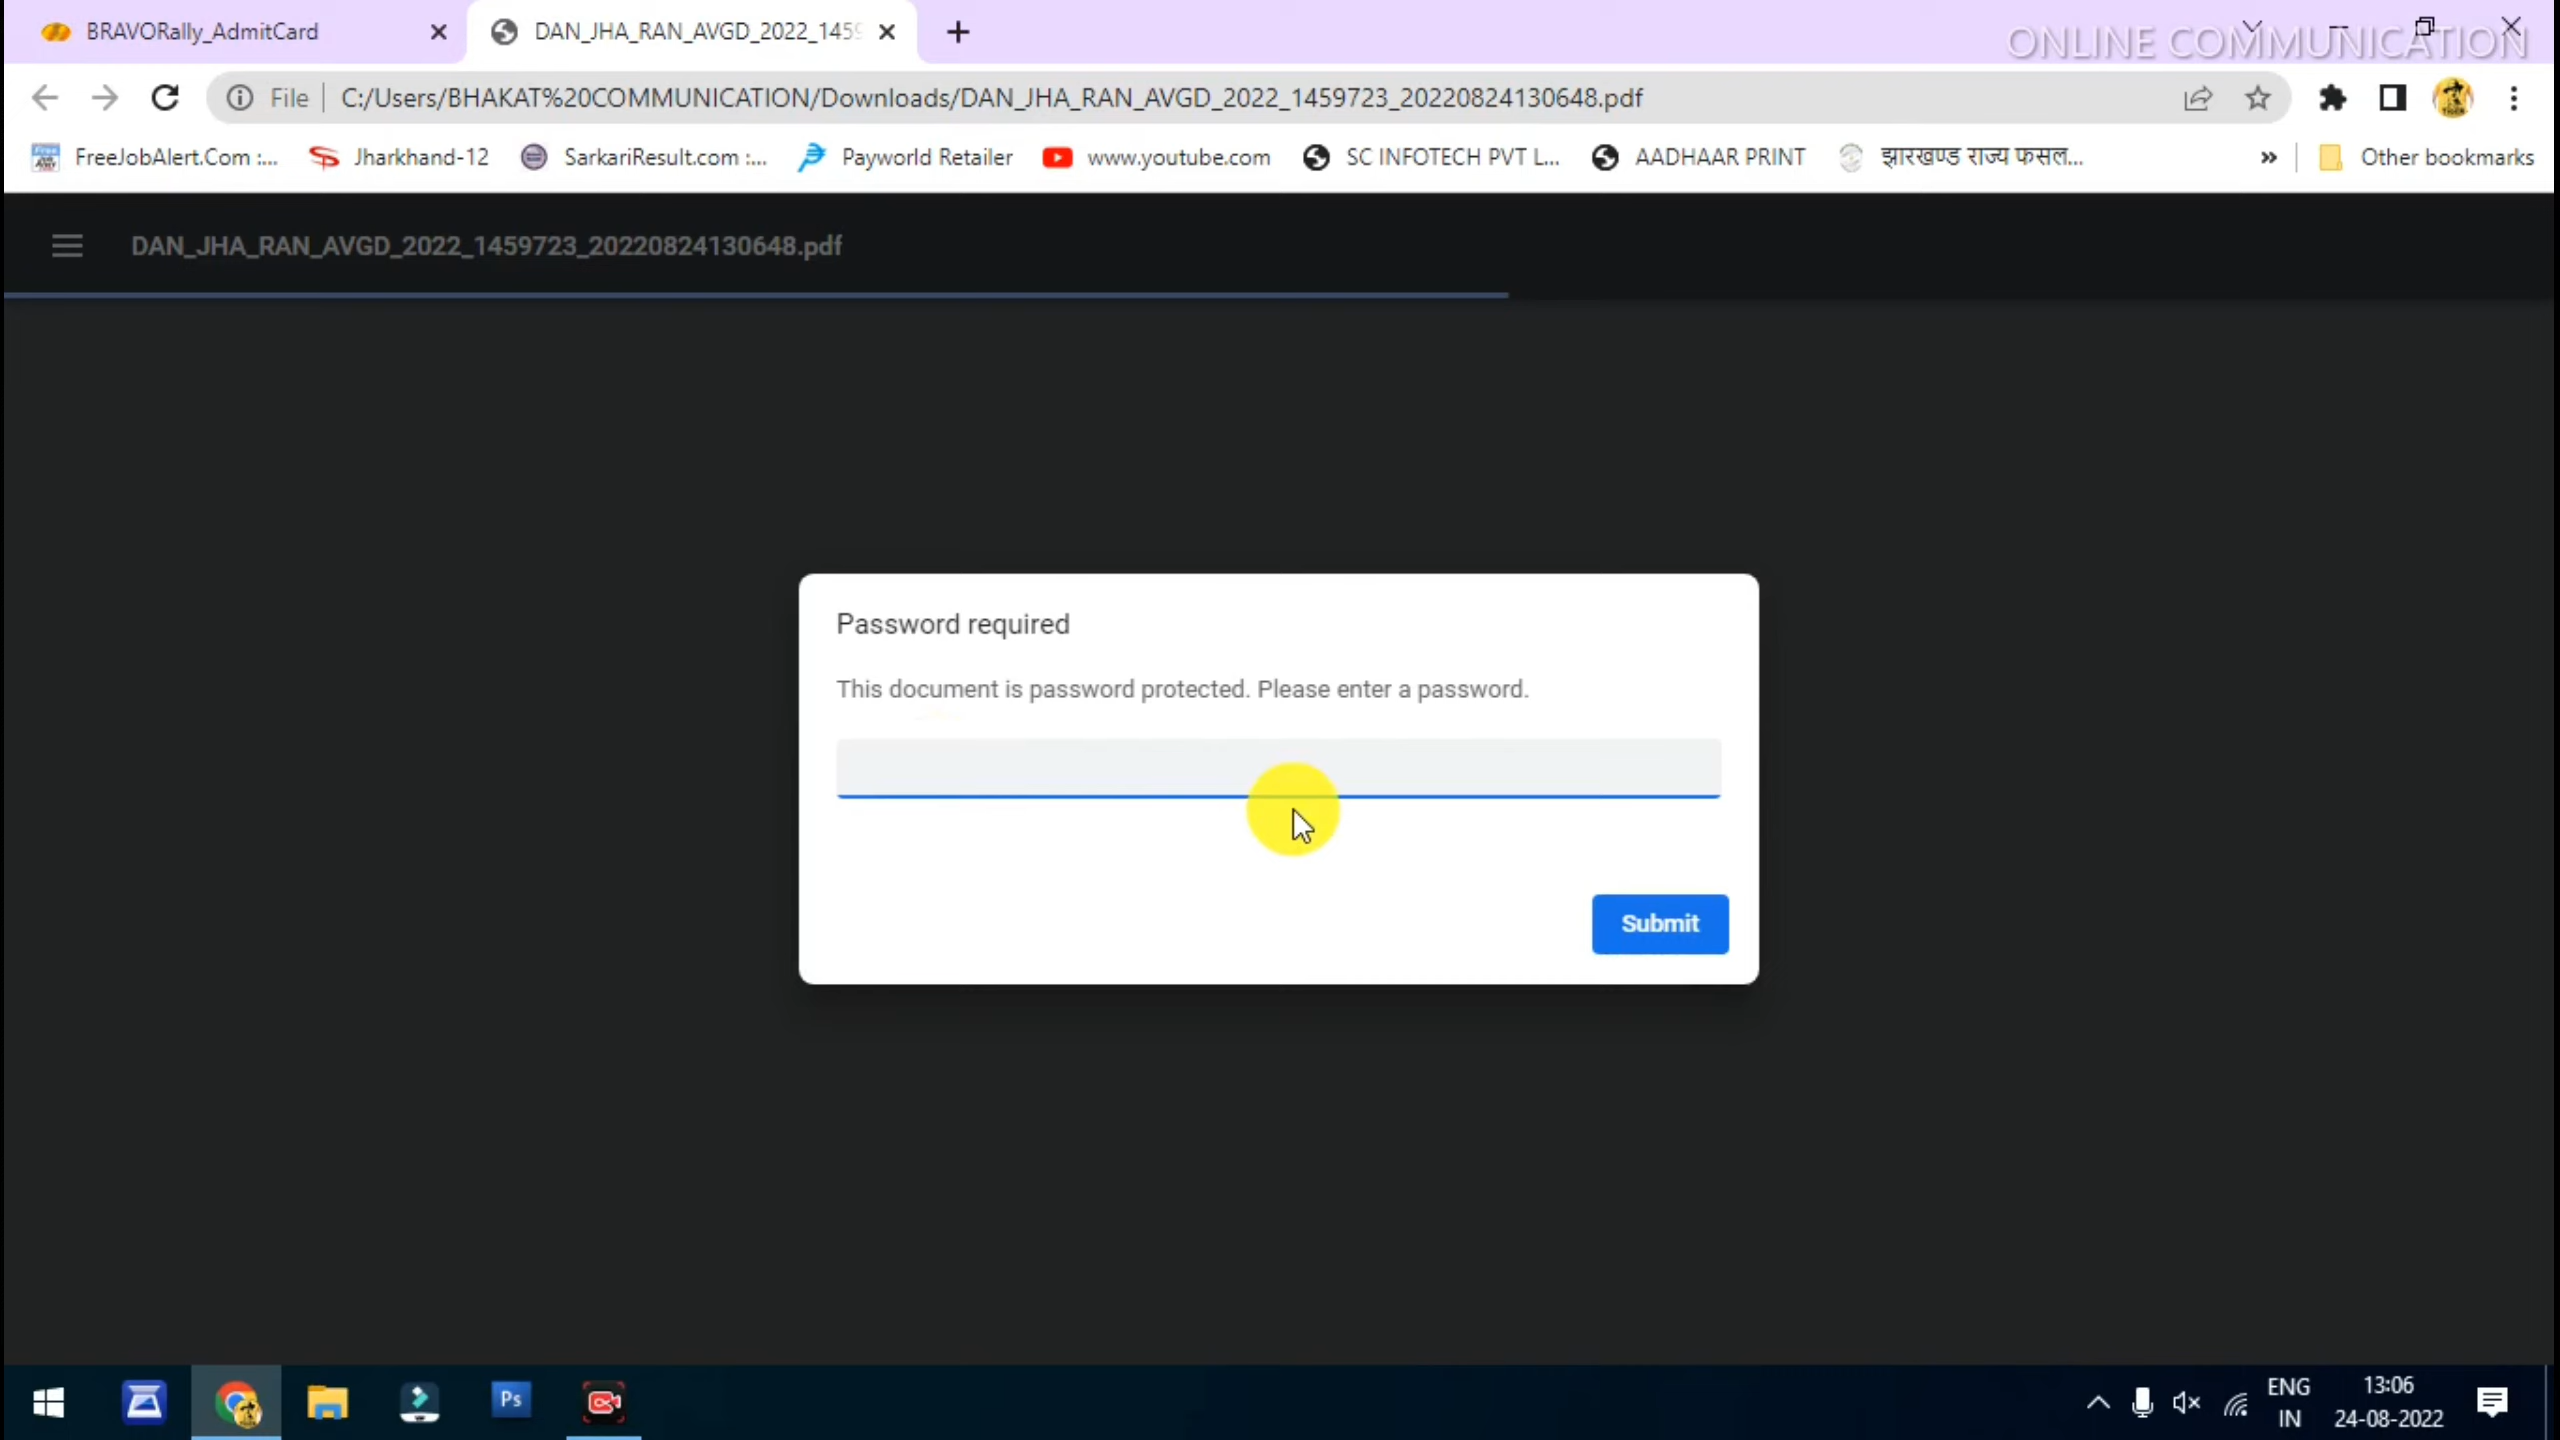 BRAVORally_AdmitCard
DAN_JHA_RAN_AVGD_2022_1459
ONLINE COMMUNICATION
File
C:/Users/BHAKAT%20COMMUNICATION/Downloads/DAN_JHA_RAN_AVGD_2022_1459723_20220824130648.pdf
FreeJobAlert.Com :... Jharkhand-12 SarkariResult.com :... Payworld Retailer www.youtube.com SC INFOTECH PVT L... AADHAAR PRINT झारखण्ड राज्य फसल... » Other bookmarks
DAN_JHA_RAN_AVGD_2022_1459723_20220824130648.pdf
Password required
This document is password protected. Please enter a password.
Submit
Ps
ENG
IN
13:06
24-08-2022